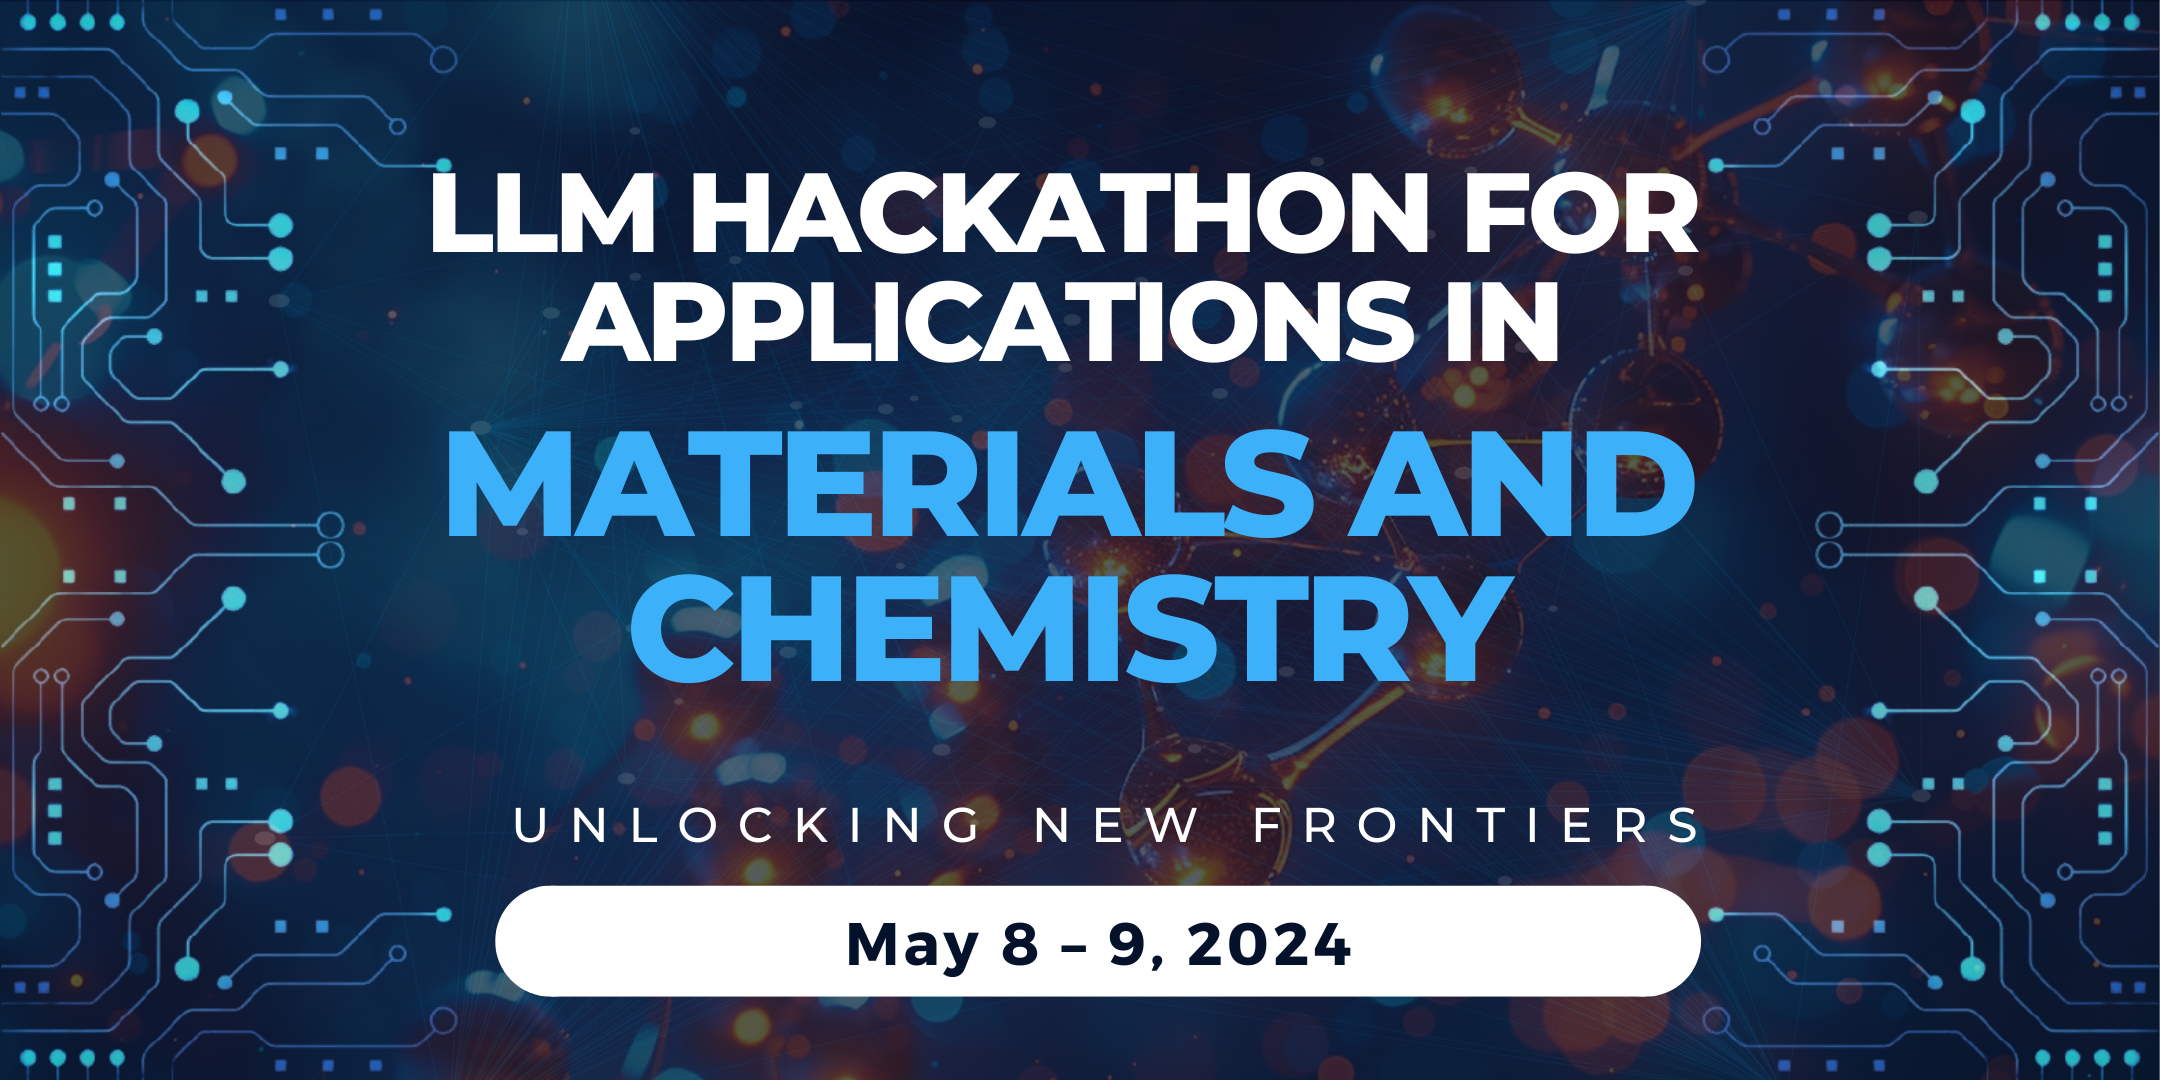 LLM HACKATHON FOR
APPLICATIONS IN
MATERIALS AND
CHEMISTRY
UNLOCKING NEW FRONTIERS
May 8 – 9, 2024